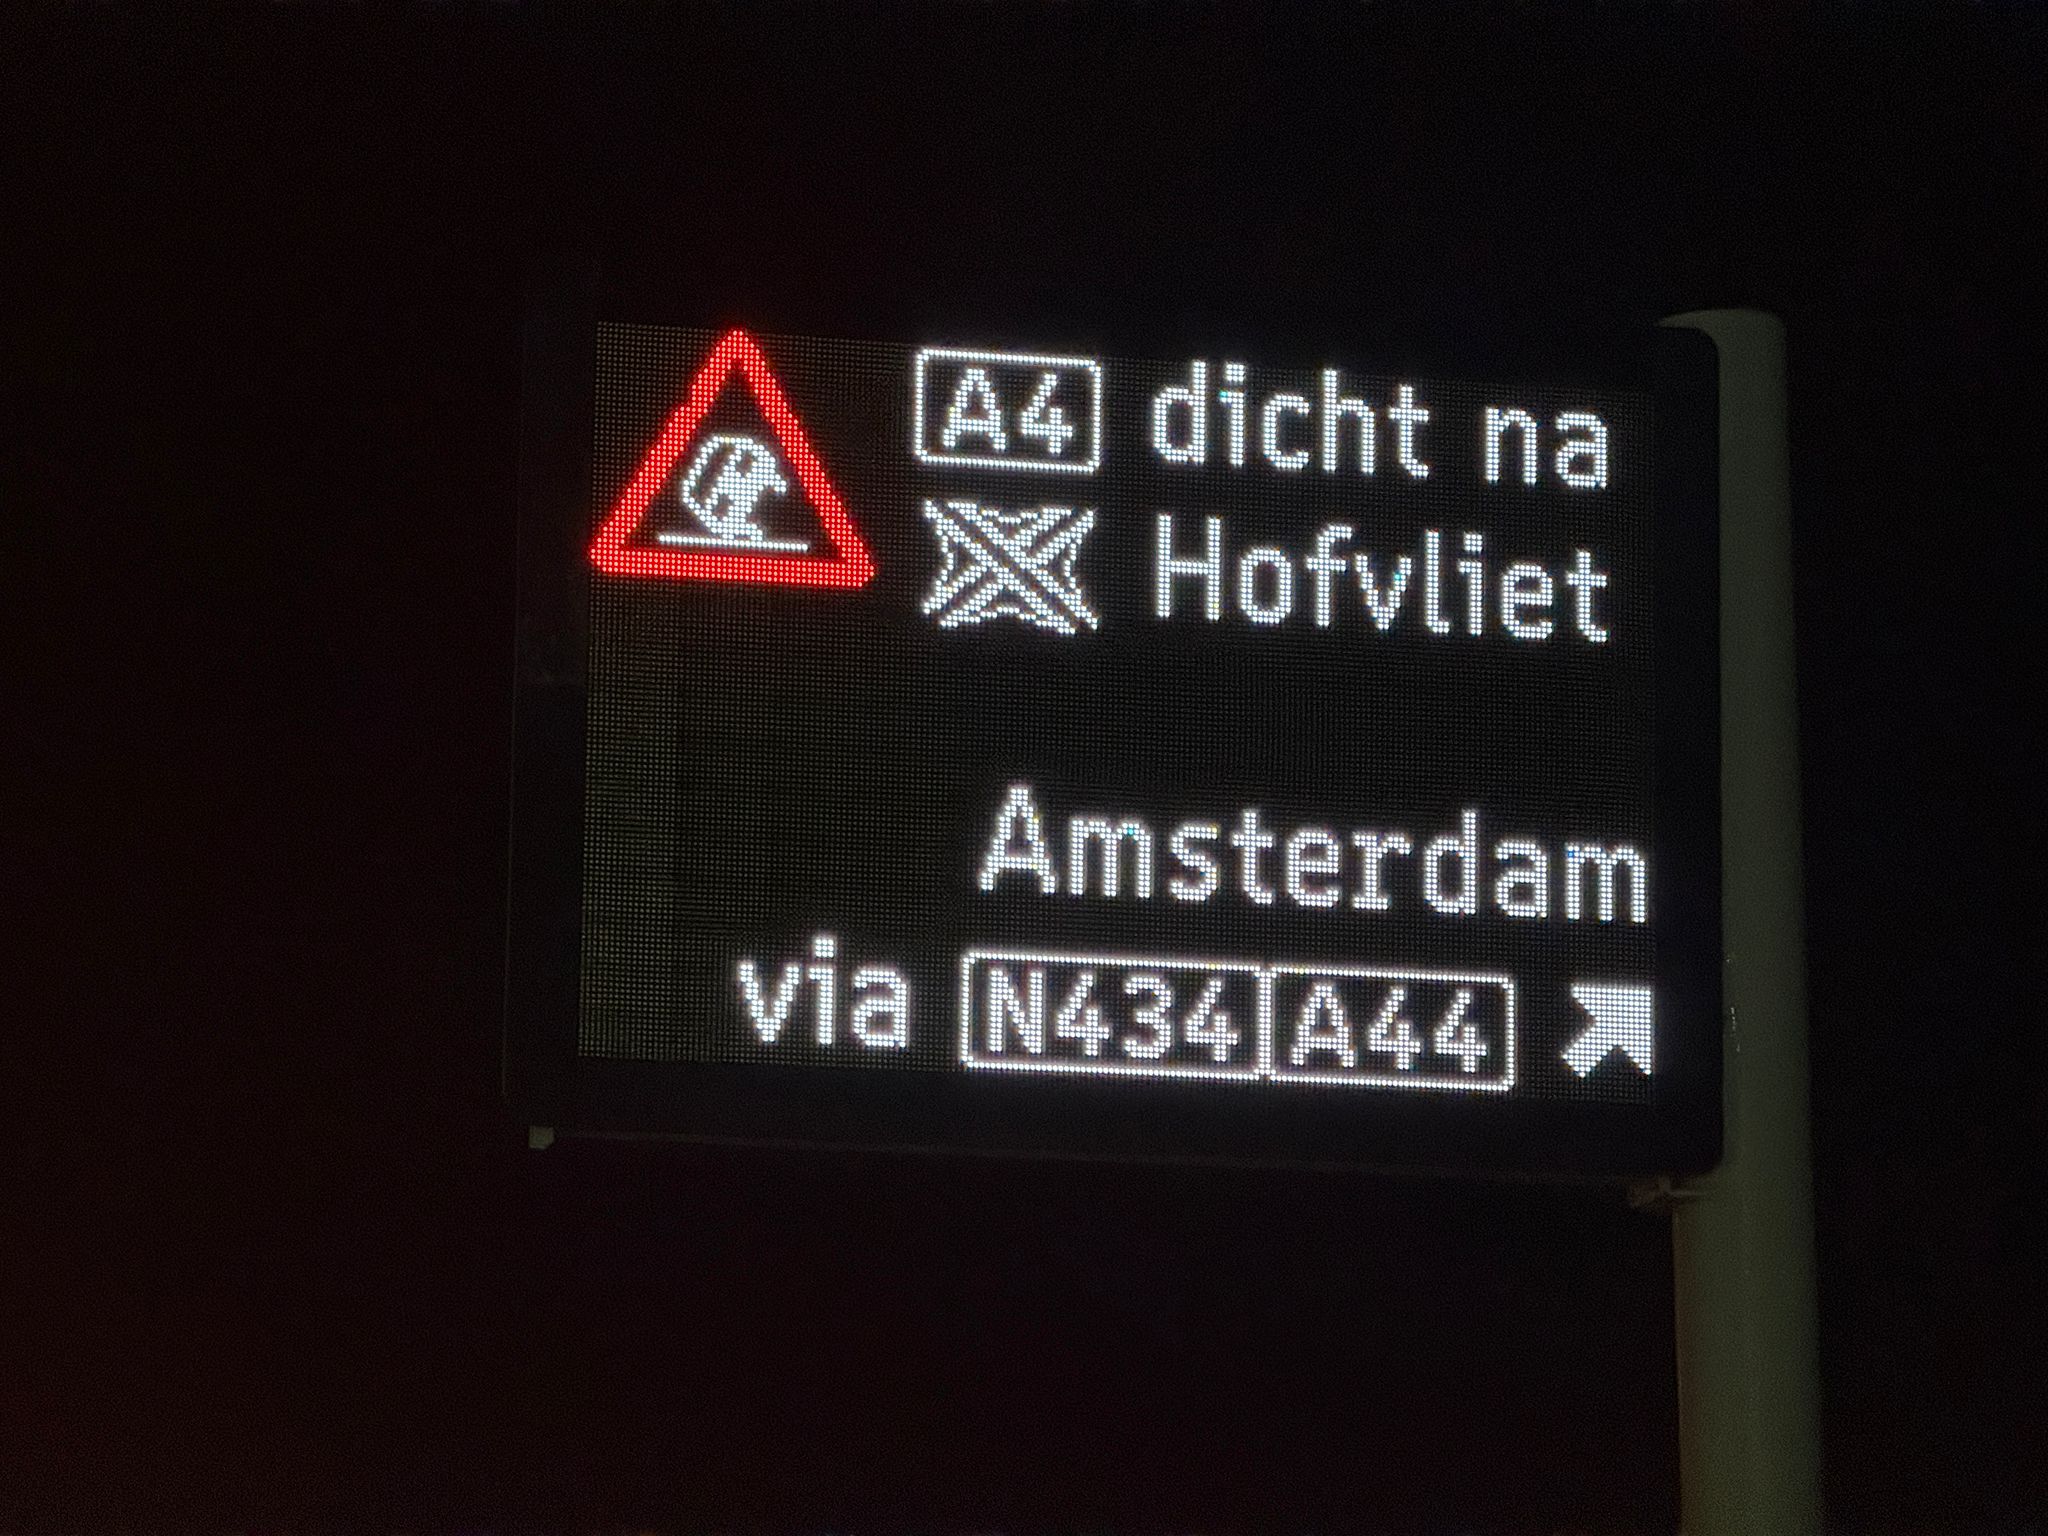 A4 dicht na
Hofvliet
Amsterdam
via N434 A44